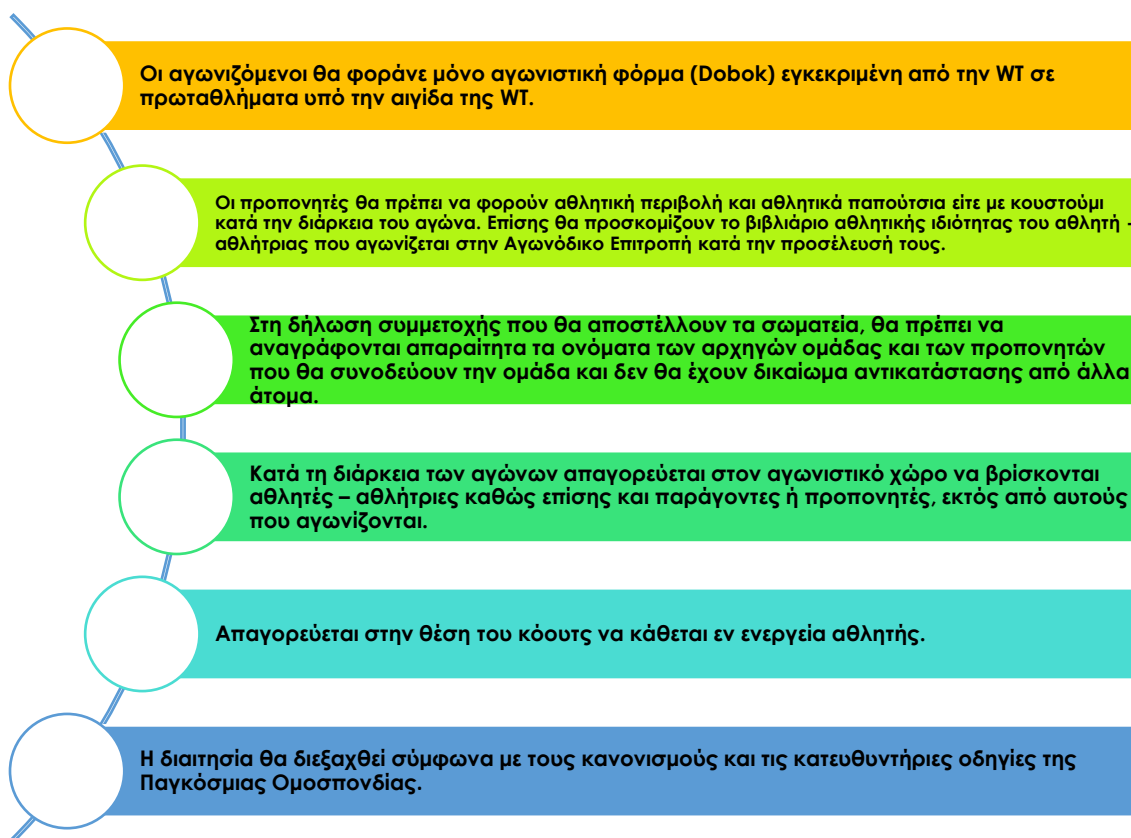 Οι αγωνιζόμενοι θα φοράνε μόνο αγωνιστική φόρμα (Dobok) εγκεκριμένη από την WT σε
πρωταθλήματα υπό την αιγίδα της WT.
Οι προπονητές θα πρέπει να φορούν αθλητική περιβολή και αθλητικά παπούτσια είτε με κουστούμι
κατά την διάρκεια του αγώνα. Επίσης θα προσκομίζουν το βιβλιάριο αθλητικής ιδιότητας του αθλητή –
αθλήτριας που αγωνίζεται στην Αγωνόδικο Επιτροπή κατά την προσέλευσή τους.
Στη δήλωση συμμετοχής που θα αποστέλλουν τα σωματεία, θα πρέπει να
αναγράφονται απαραίτητα τα ονόματα των αρχηγών ομάδας και των προπονητών
που θα συνοδεύουν την ομάδα και δεν θα έχουν δικαίωμα αντικατάστασης από άλλα
άτομα.
Κατά τη διάρκεια των αγώνων απαγορεύεται στον αγωνιστικό χώρο να βρίσκονται
αθλητές – αθλήτριες καθώς επίσης και παράγοντες ή προπονητές, εκτός από αυτούς
που αγωνίζονται.
Απαγορεύεται στην θέση του κόουτς να κάθεται εν ενεργεία αθλητής.
Η διαιτησία θα διεξαχθεί σύμφωνα με τους κανονισμούς και τις κατευθυντήριες οδηγίες της
Παγκόσμιας Ομοσπονδίας.